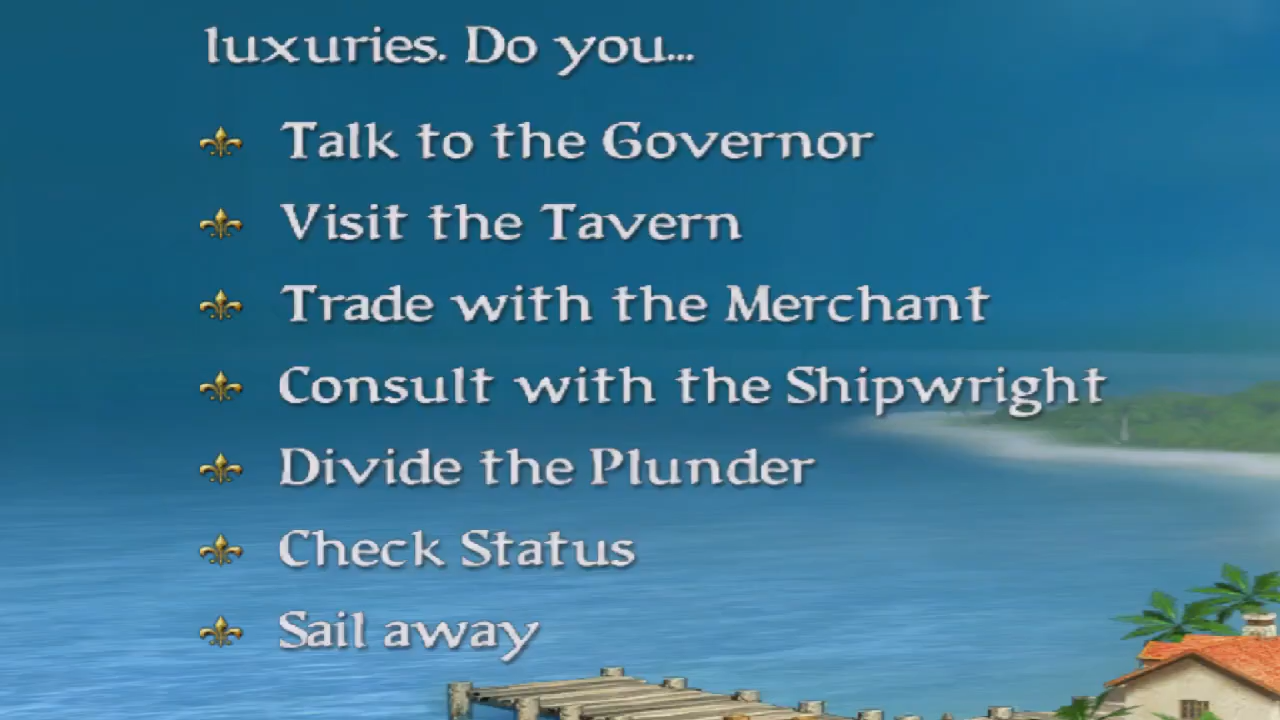 luxuries. Do you...
Talk to the Governor
Visit the Tavern
Trade with the Merchant
Consult with the Shipwright
Divide the Plunder
Check Status
Sail away